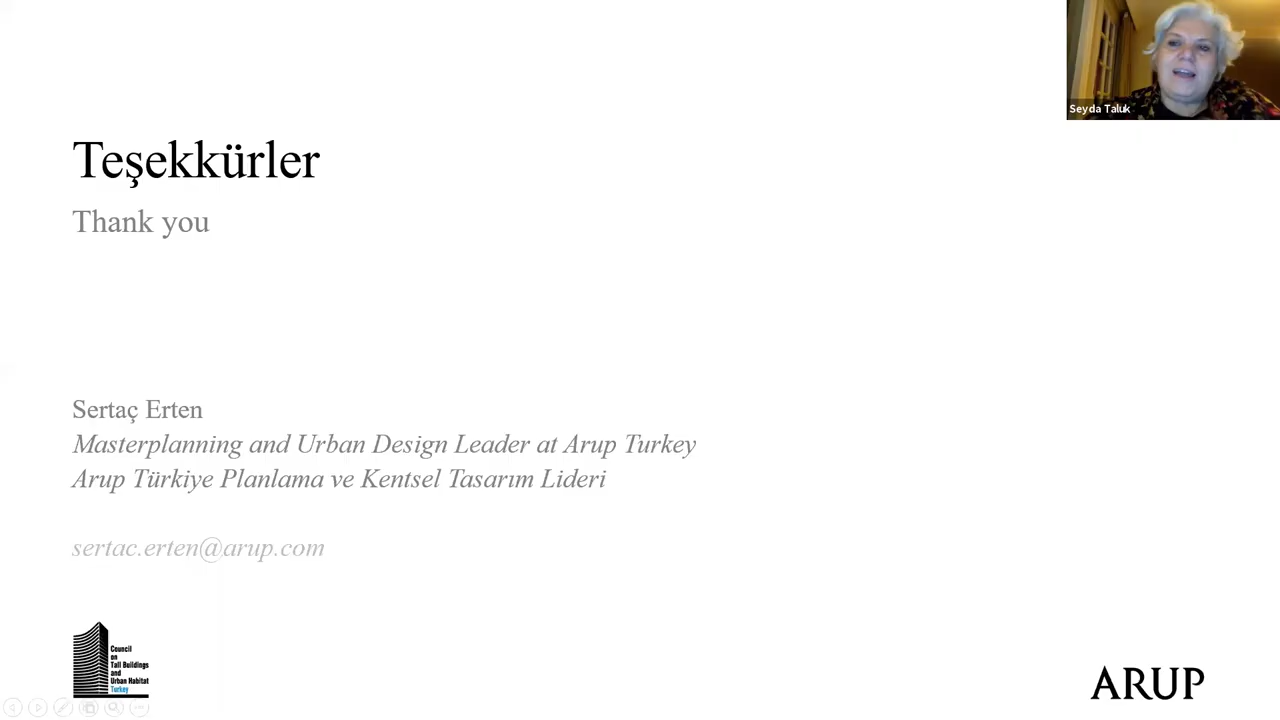 Seyda Taluk
Teşekkürler
Thank you
Sertaç Erten
Masterplanning and Urban Design Leader at Arup Turkey
Arup Türkiye Planlama ve Kentsel Tasarım Lideri
sertac.erten@arup.com
Council
on
Tall Buildings
and
Urban Habitat
Turkey
ARUP